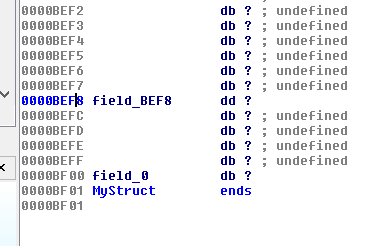 0000BEF2 db ? ; undefined
0000BEF3 db ? ; undefined
0000BEF4 db ? ; undefined
0000BEF5 db ? ; undefined
0000BEF6 db ? ; undefined
0000BEF7 db ? ; undefined
0000BEF8 field_BEF8 dd ?
0000BEFC db ? ; undefined
0000BEFD db ? ; undefined
0000BEFE db ? ; undefined
0000BEFF db ? ; undefined
0000BF00 field_0 db ?
0000BF01 MyStruct ends
0000BF01